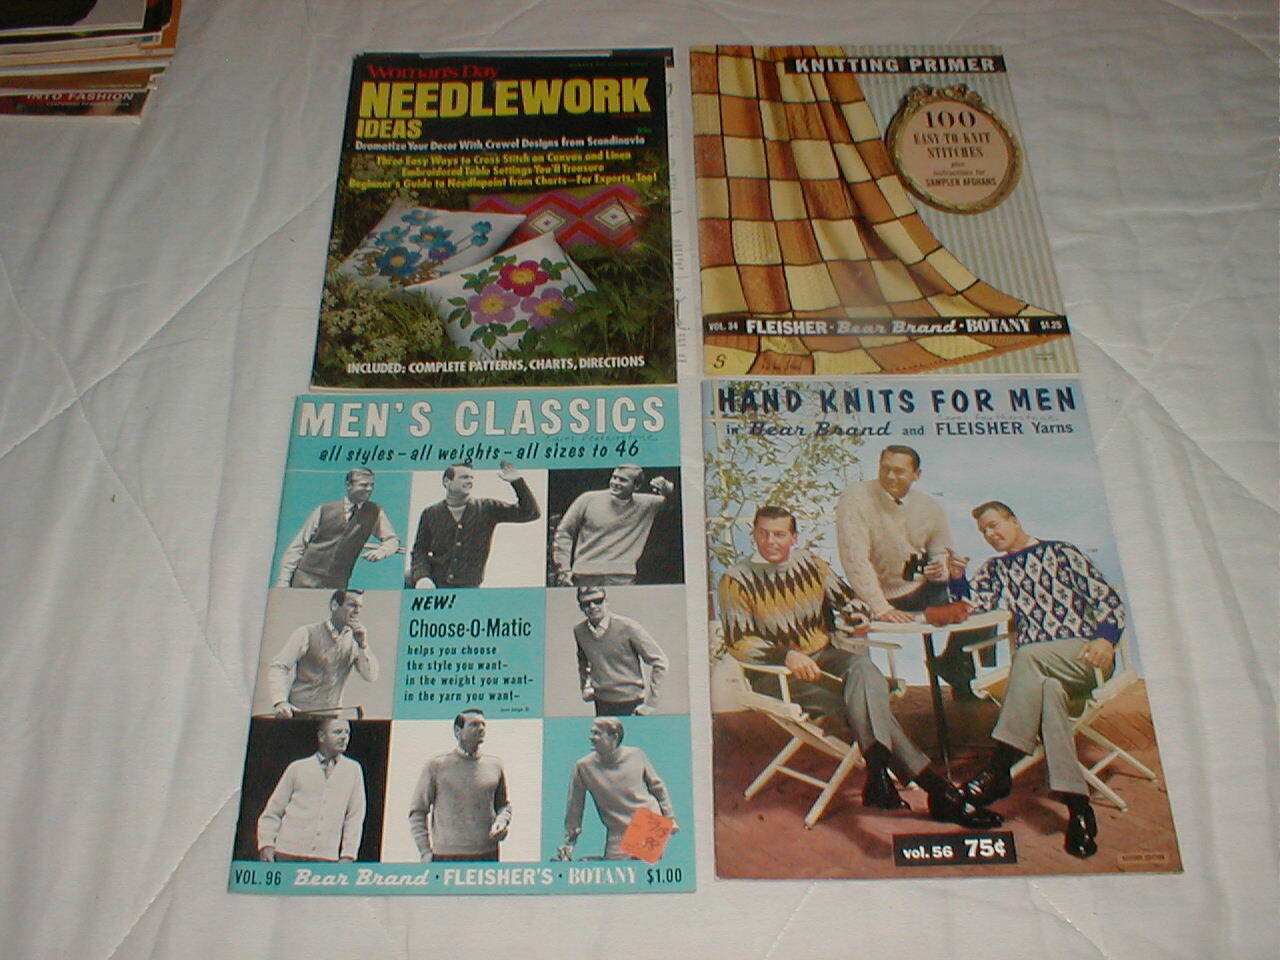 INTO FASHION
Woman's Day
NEEDLEWORK
IDEAS
Dramatize Your Decor With Crewel Designs from Scandinavia
Three Easy Ways to Cross Stitch on Canvas and Linen
Embroidered Table Settings You'll Treasure
Beginner's Guide to Needlepoint from Charts—For Experts, Too!
INCLUDED: COMPLETE PATTERNS, CHARTS, DIRECTIONS
KNITTING PRIMER
100
EASY-TO-KNIT
STITCHES
plus
instructions for
SAMPLER AFGHANS
VOL. 34 FLEISHER · Bear Brand · BOTANY $1.25
S
MEN'S CLASSICS
all styles - all weights - all sizes to 46
NEW!
Choose-O-Matic
helps you choose
the style you want—
in the weight you want—
in the yarn you want—
VOL. 96 Bear Brand · FLEISHER'S · BOTANY $1.00
HAND KNITS FOR MEN
in Bear Brand and FLEISHER Yarns
vol. 56 75¢